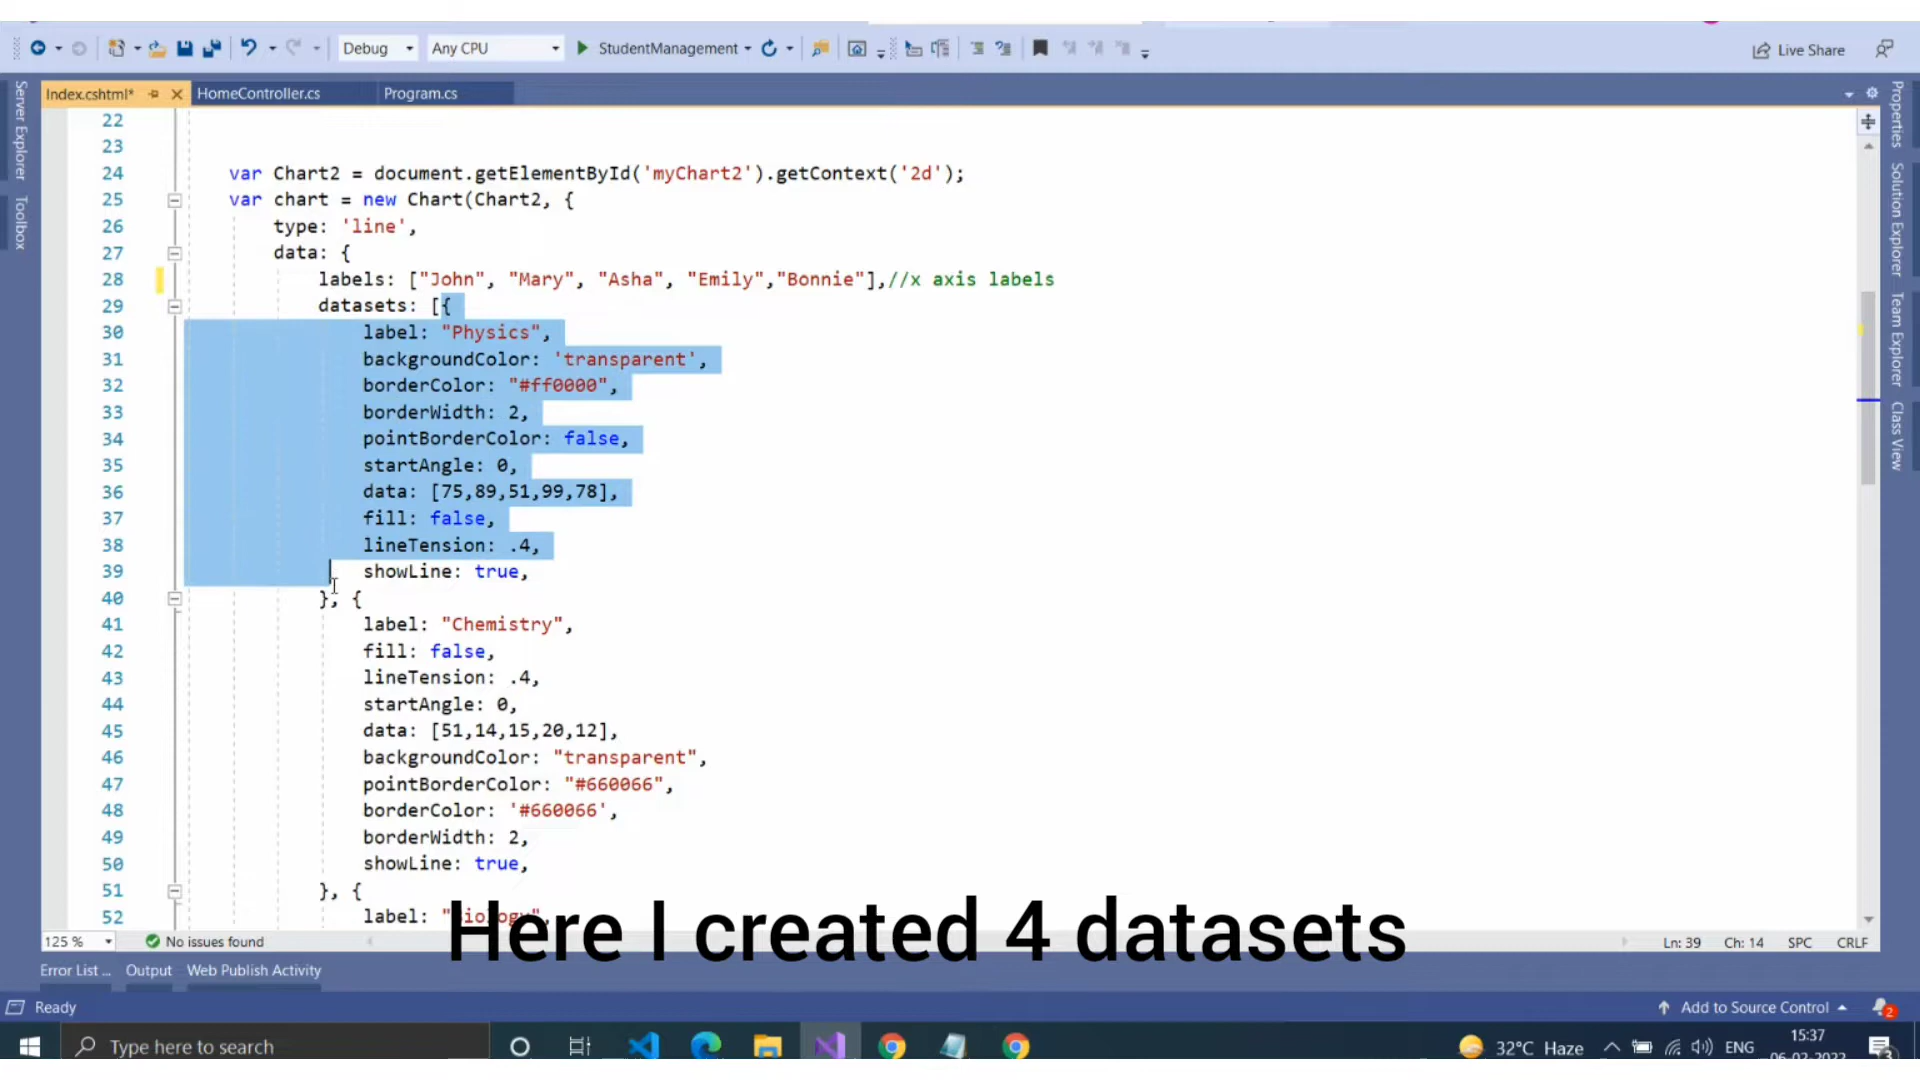 Debug
Any CPU
StudentManagement
Live Share
Index.cshtml*
HomeController.cs
Program.cs
Server Explorer
Toolbox
Properties
Solution Explorer
Team Explorer
Class View
22
23
24 var Chart2 = document.getElementById('myChart2').getContext('2d');
25 var chart = new Chart(Chart2, {
26 type: 'line',
27 data: {
28 labels: ["John", "Mary", "Asha", "Emily","Bonnie"],//x axis labels
29 datasets: [{
30 label: "Physics",
31 backgroundColor: 'transparent',
32 borderColor: "#ff0000",
33 borderWidth: 2,
34 pointBorderColor: false,
35 startAngle: 0,
36 data: [75,89,51,99,78],
37 fill: false,
38 lineTension: .4,
39 showLine: true,
40 }, {
41 label: "Chemistry",
42 fill: false,
43 lineTension: .4,
44 startAngle: 0,
45 data: [51,14,15,20,12],
46 backgroundColor: "transparent",
47 pointBorderColor: "#660066",
48 borderColor: '#660066',
49 borderWidth: 2,
50 showLine: true,
51 }, {
52 label: "Biology",
Here I created 4 datasets
125 %
No issues found
Ln: 39 Ch: 14 SPC CRLF
Error List ...
Output
Web Publish Activity
Ready
Add to Source Control
2
Type here to search
32°C Haze
ENG
15:37
06-02-2022
3